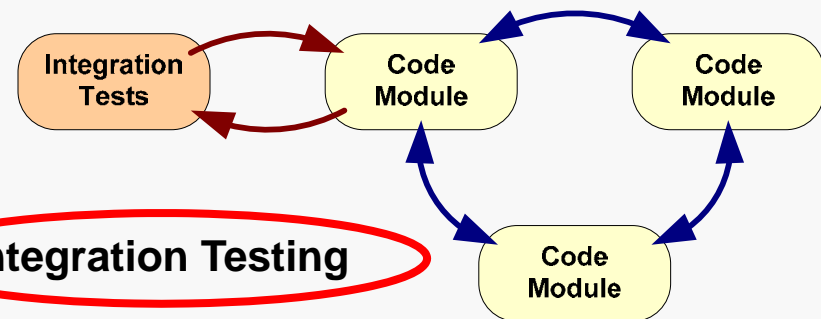 Integration
Tests
Code
Module
Code
Module
ntegration Testing
Code
Module